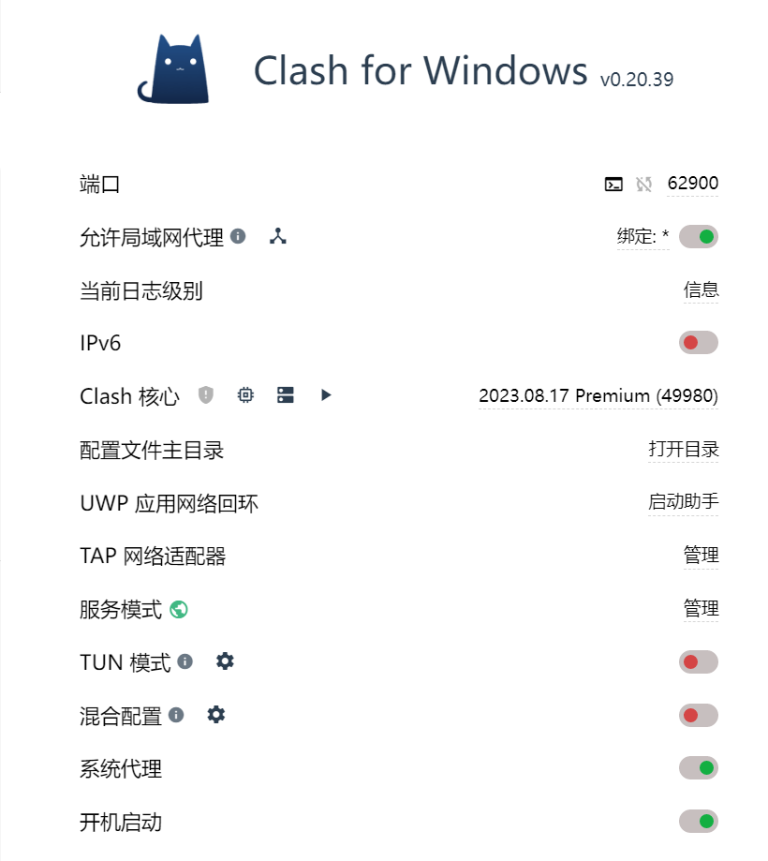 Clash for Windows v0.20.39
端口 62900
允许局域网代理 绑定: *
当前日志级别 信息
IPv6
Clash 核心 2023.08.17 Premium (49980)
配置文件主目录 打开目录
UWP 应用网络回环 启动助手
TAP 网络适配器 管理
服务模式 管理
TUN 模式
混合配置
系统代理
开机启动